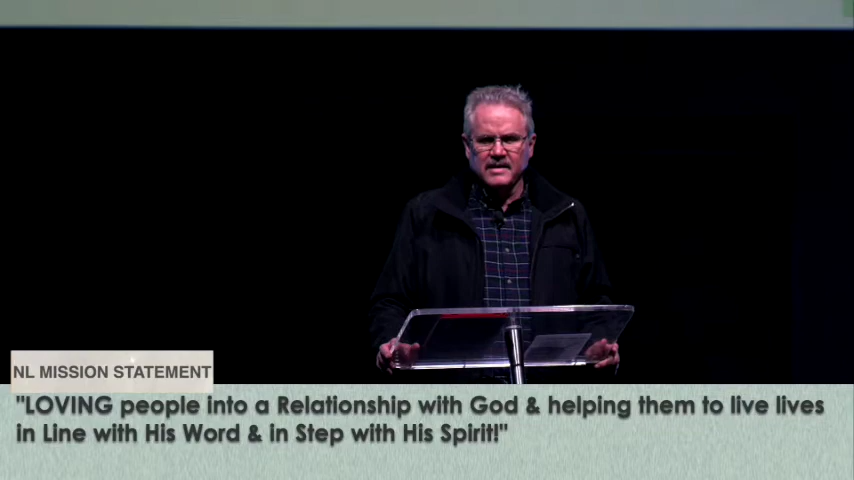 NL MISSION STATEMENT
"LOVING people into a Relationship with God & helping them to live lives
in Line with His Word & in Step with His Spirit!"